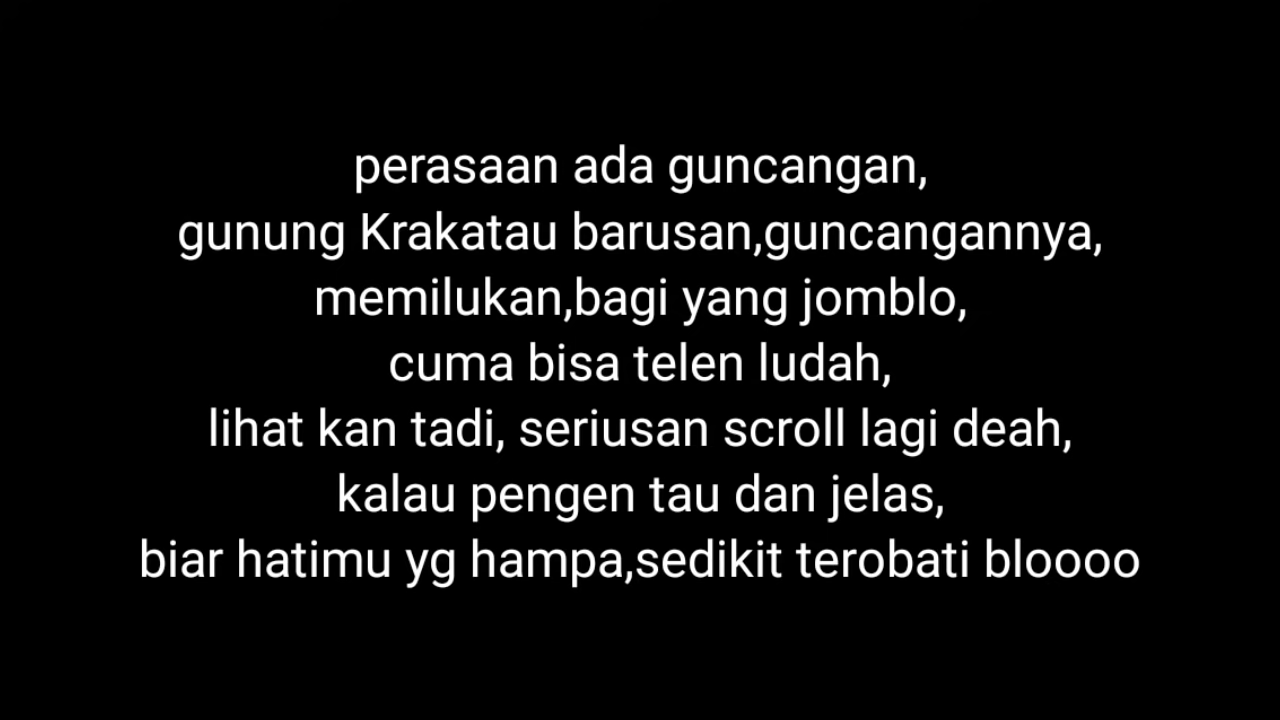 perasaan ada guncangan,
gunung Krakatau barusan,guncangannya,
memilukan,bagi yang jomblo,
cuma bisa telen ludah,
lihat kan tadi, seriusan scroll lagi deah,
kalau pengen tau dan jelas,
biar hatimu yg hampa,sedikit terobati bloooo